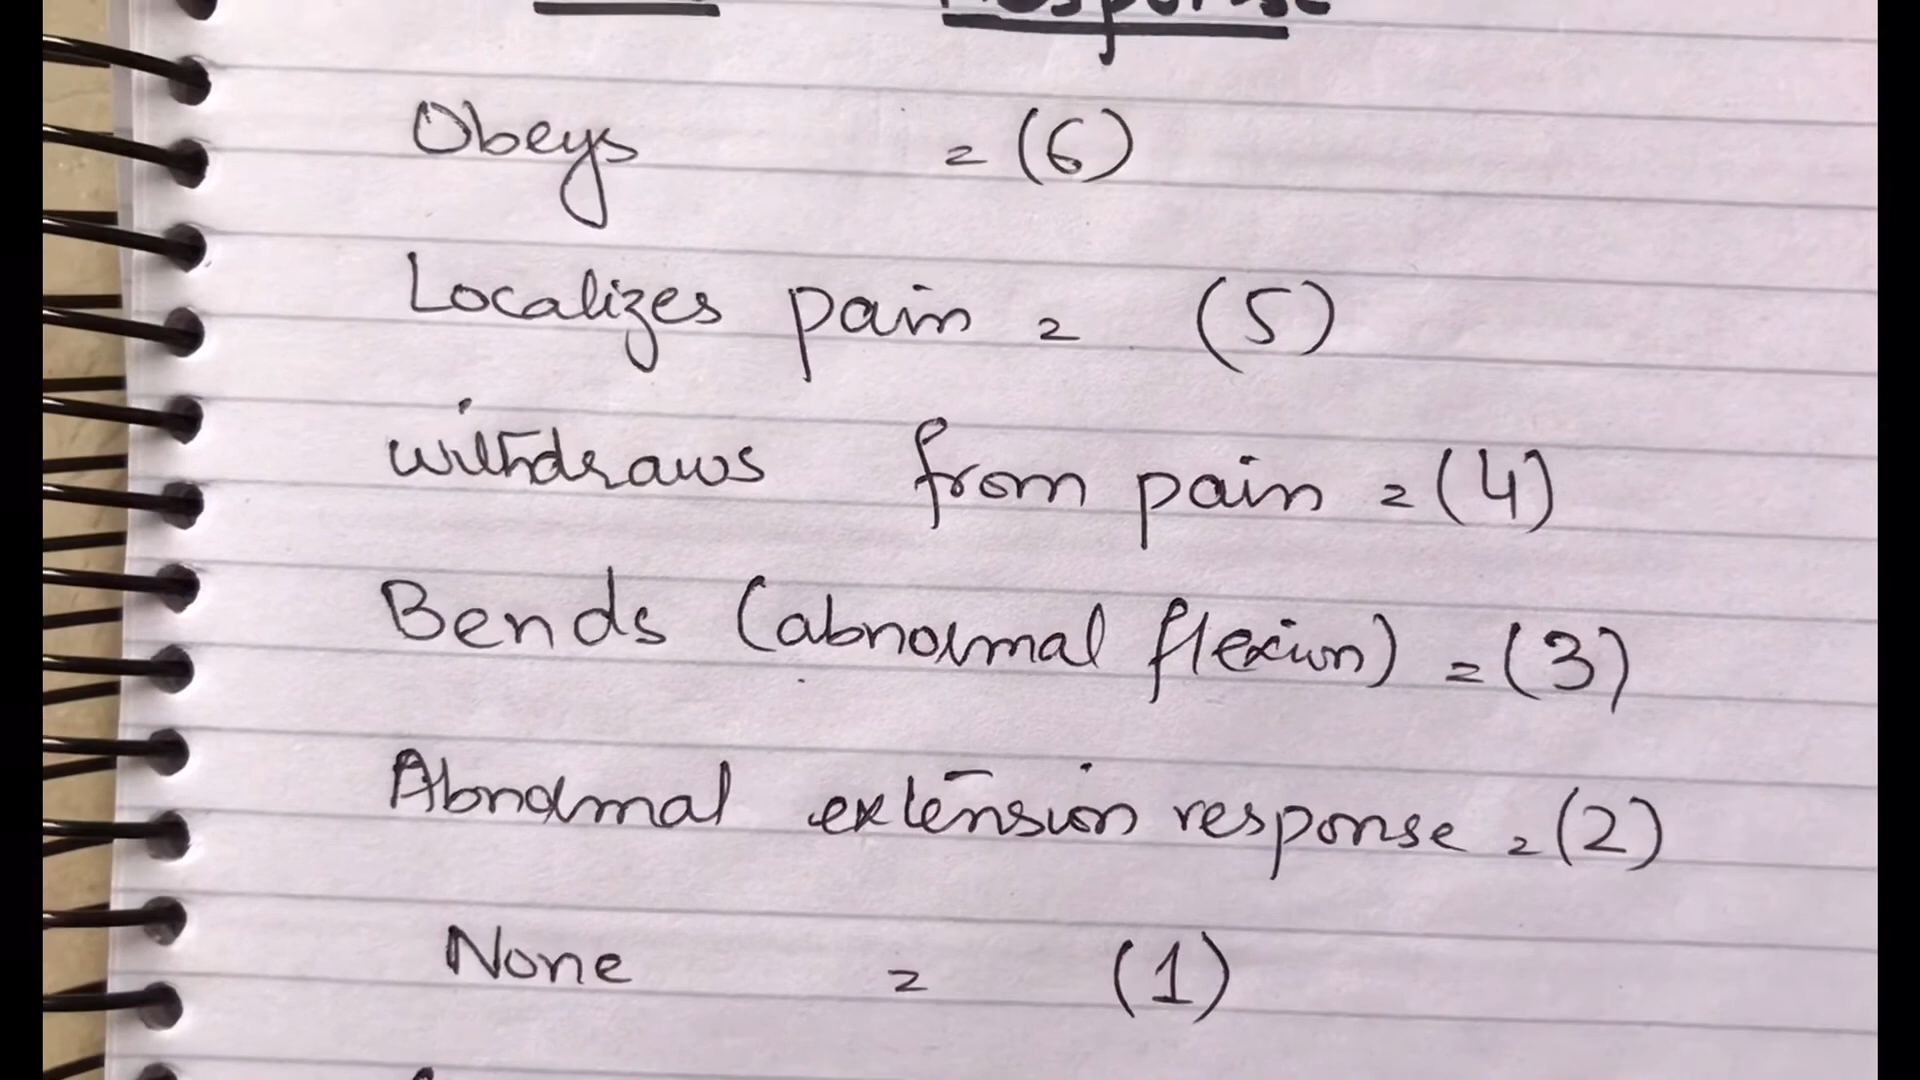 Response
Obeys = (6)
Localizes pain = (5)
withdraws from pain = (4)
Bends (abnormal flexion) = (3)
Abnormal extension response = (2)
None = (1)